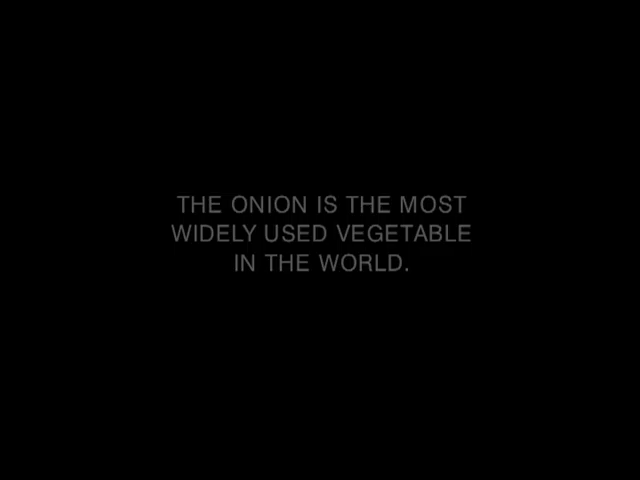 THE ONION IS THE MOST
WIDELY USED VEGETABLE
IN THE WORLD.